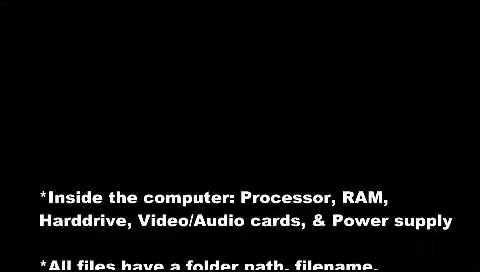 *Inside the computer: Processor, RAM,
Harddrive, Video/Audio cards, & Power supply
*All files have a folder path, filename,